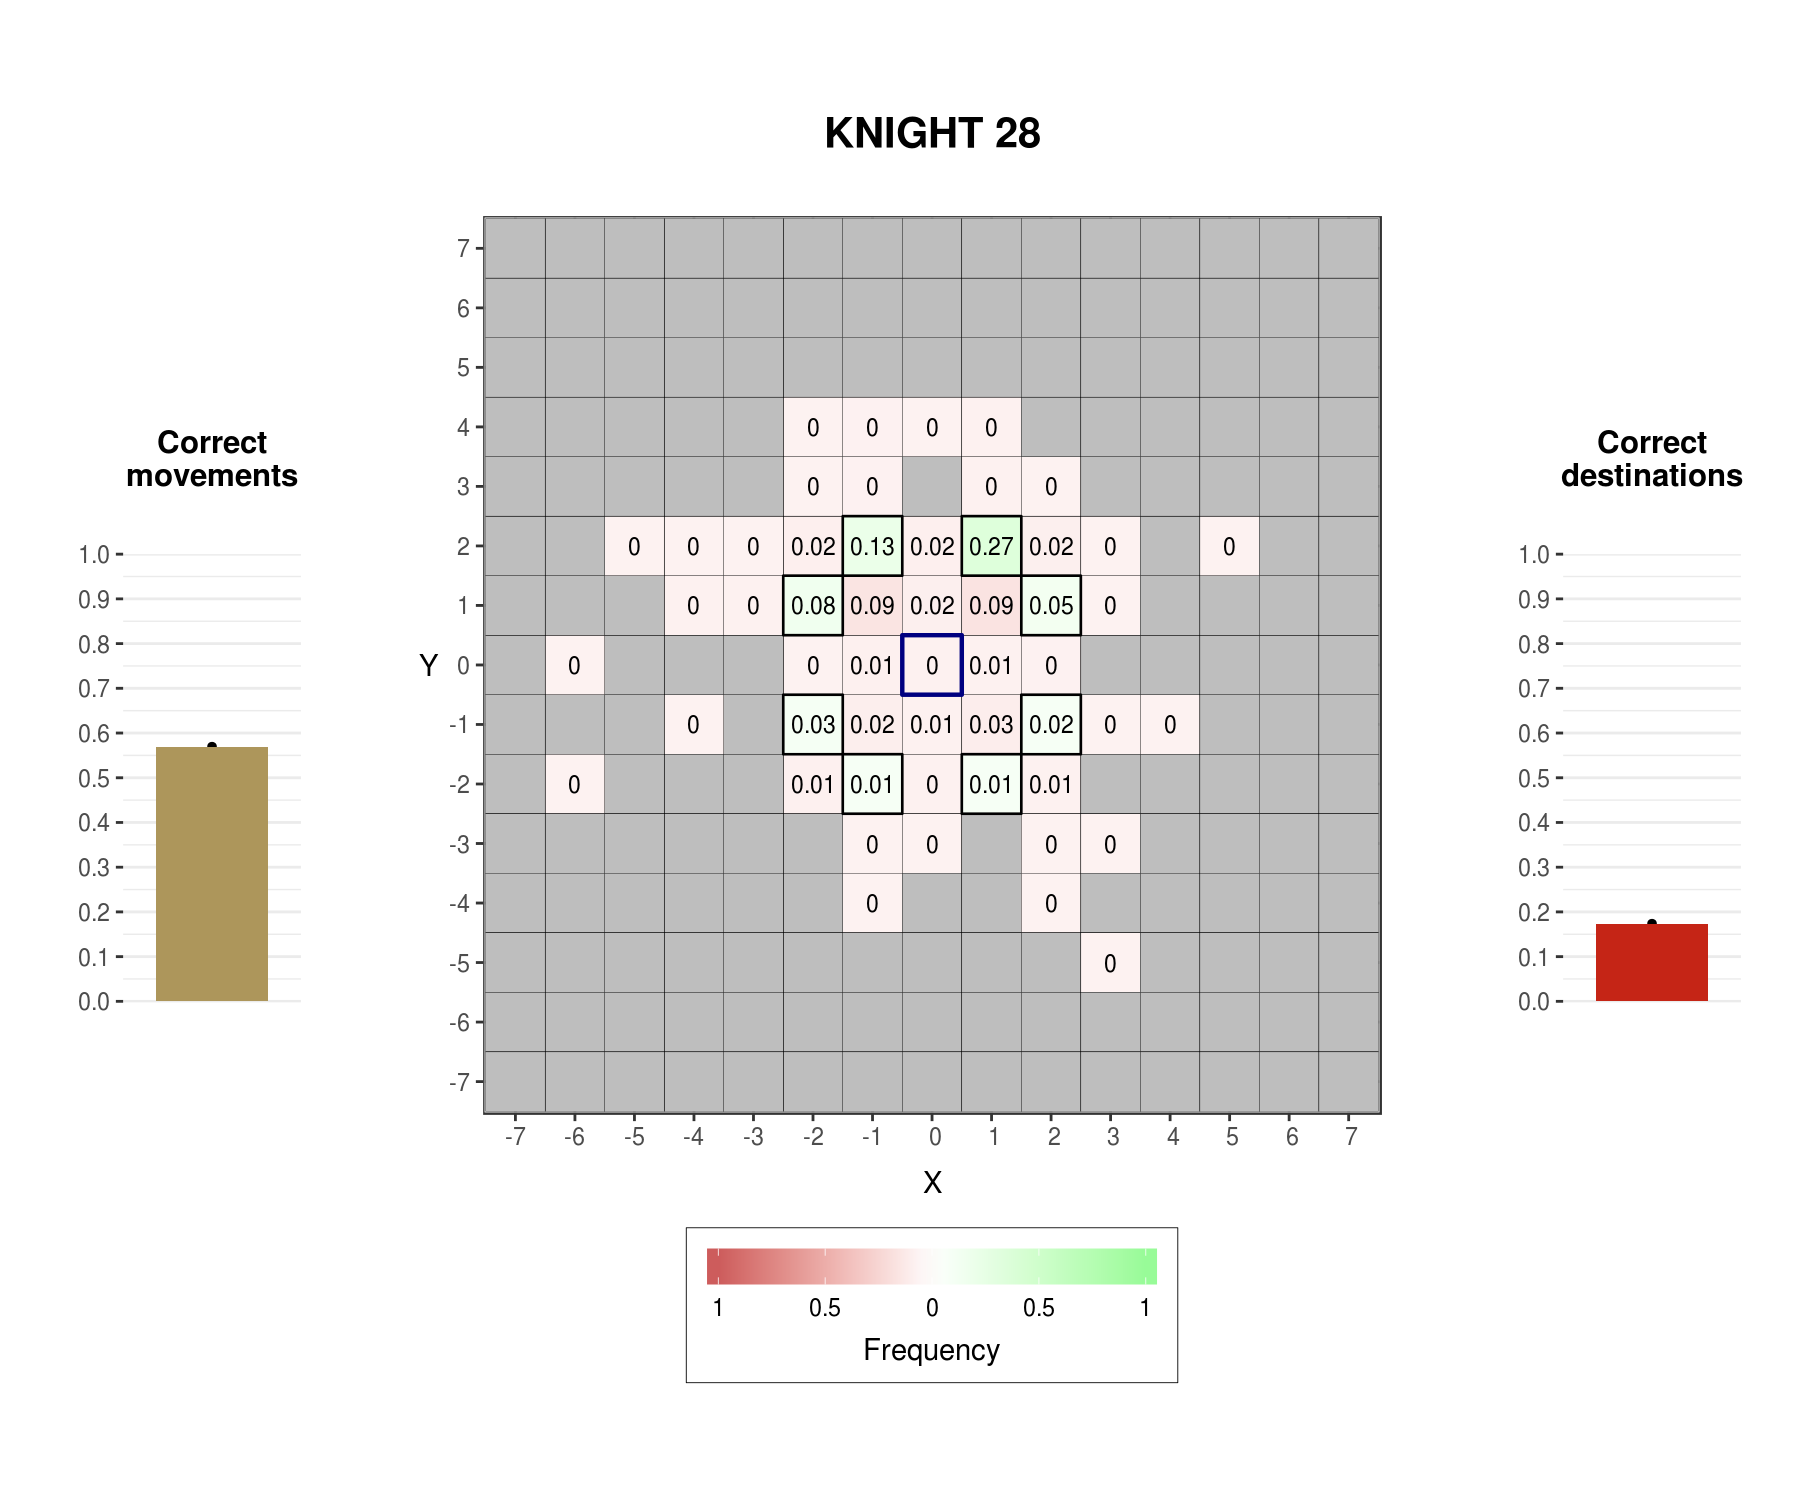 KNIGHT 28
Correct
movements
1.0
0.9
0.8
0.7
0.6
0.5
0.4
0.3
0.2
0.1
0.0
Y
7
6
5
4 0 0 0 0
3 0 0 0 0
2 0 0 0 0.02 0.13 0.02 0.27 0.02 0 0
1 0 0 0.08 0.09 0.02 0.09 0.05 0
0 0 0 0.01 0 0.01 0
-1 0 0.03 0.02 0.01 0.03 0.02 0 0
-2 0 0.01 0.01 0 0.01 0.01
-3 0 0 0 0
-4 0 0
-5 0
-6
-7
-7 -6 -5 -4 -3 -2 -1 0 1 2 3 4 5 6 7
X
1 0.5 0 0.5 1
Frequency
Correct
destinations
1.0
0.9
0.8
0.7
0.6
0.5
0.4
0.3
0.2
0.1
0.0